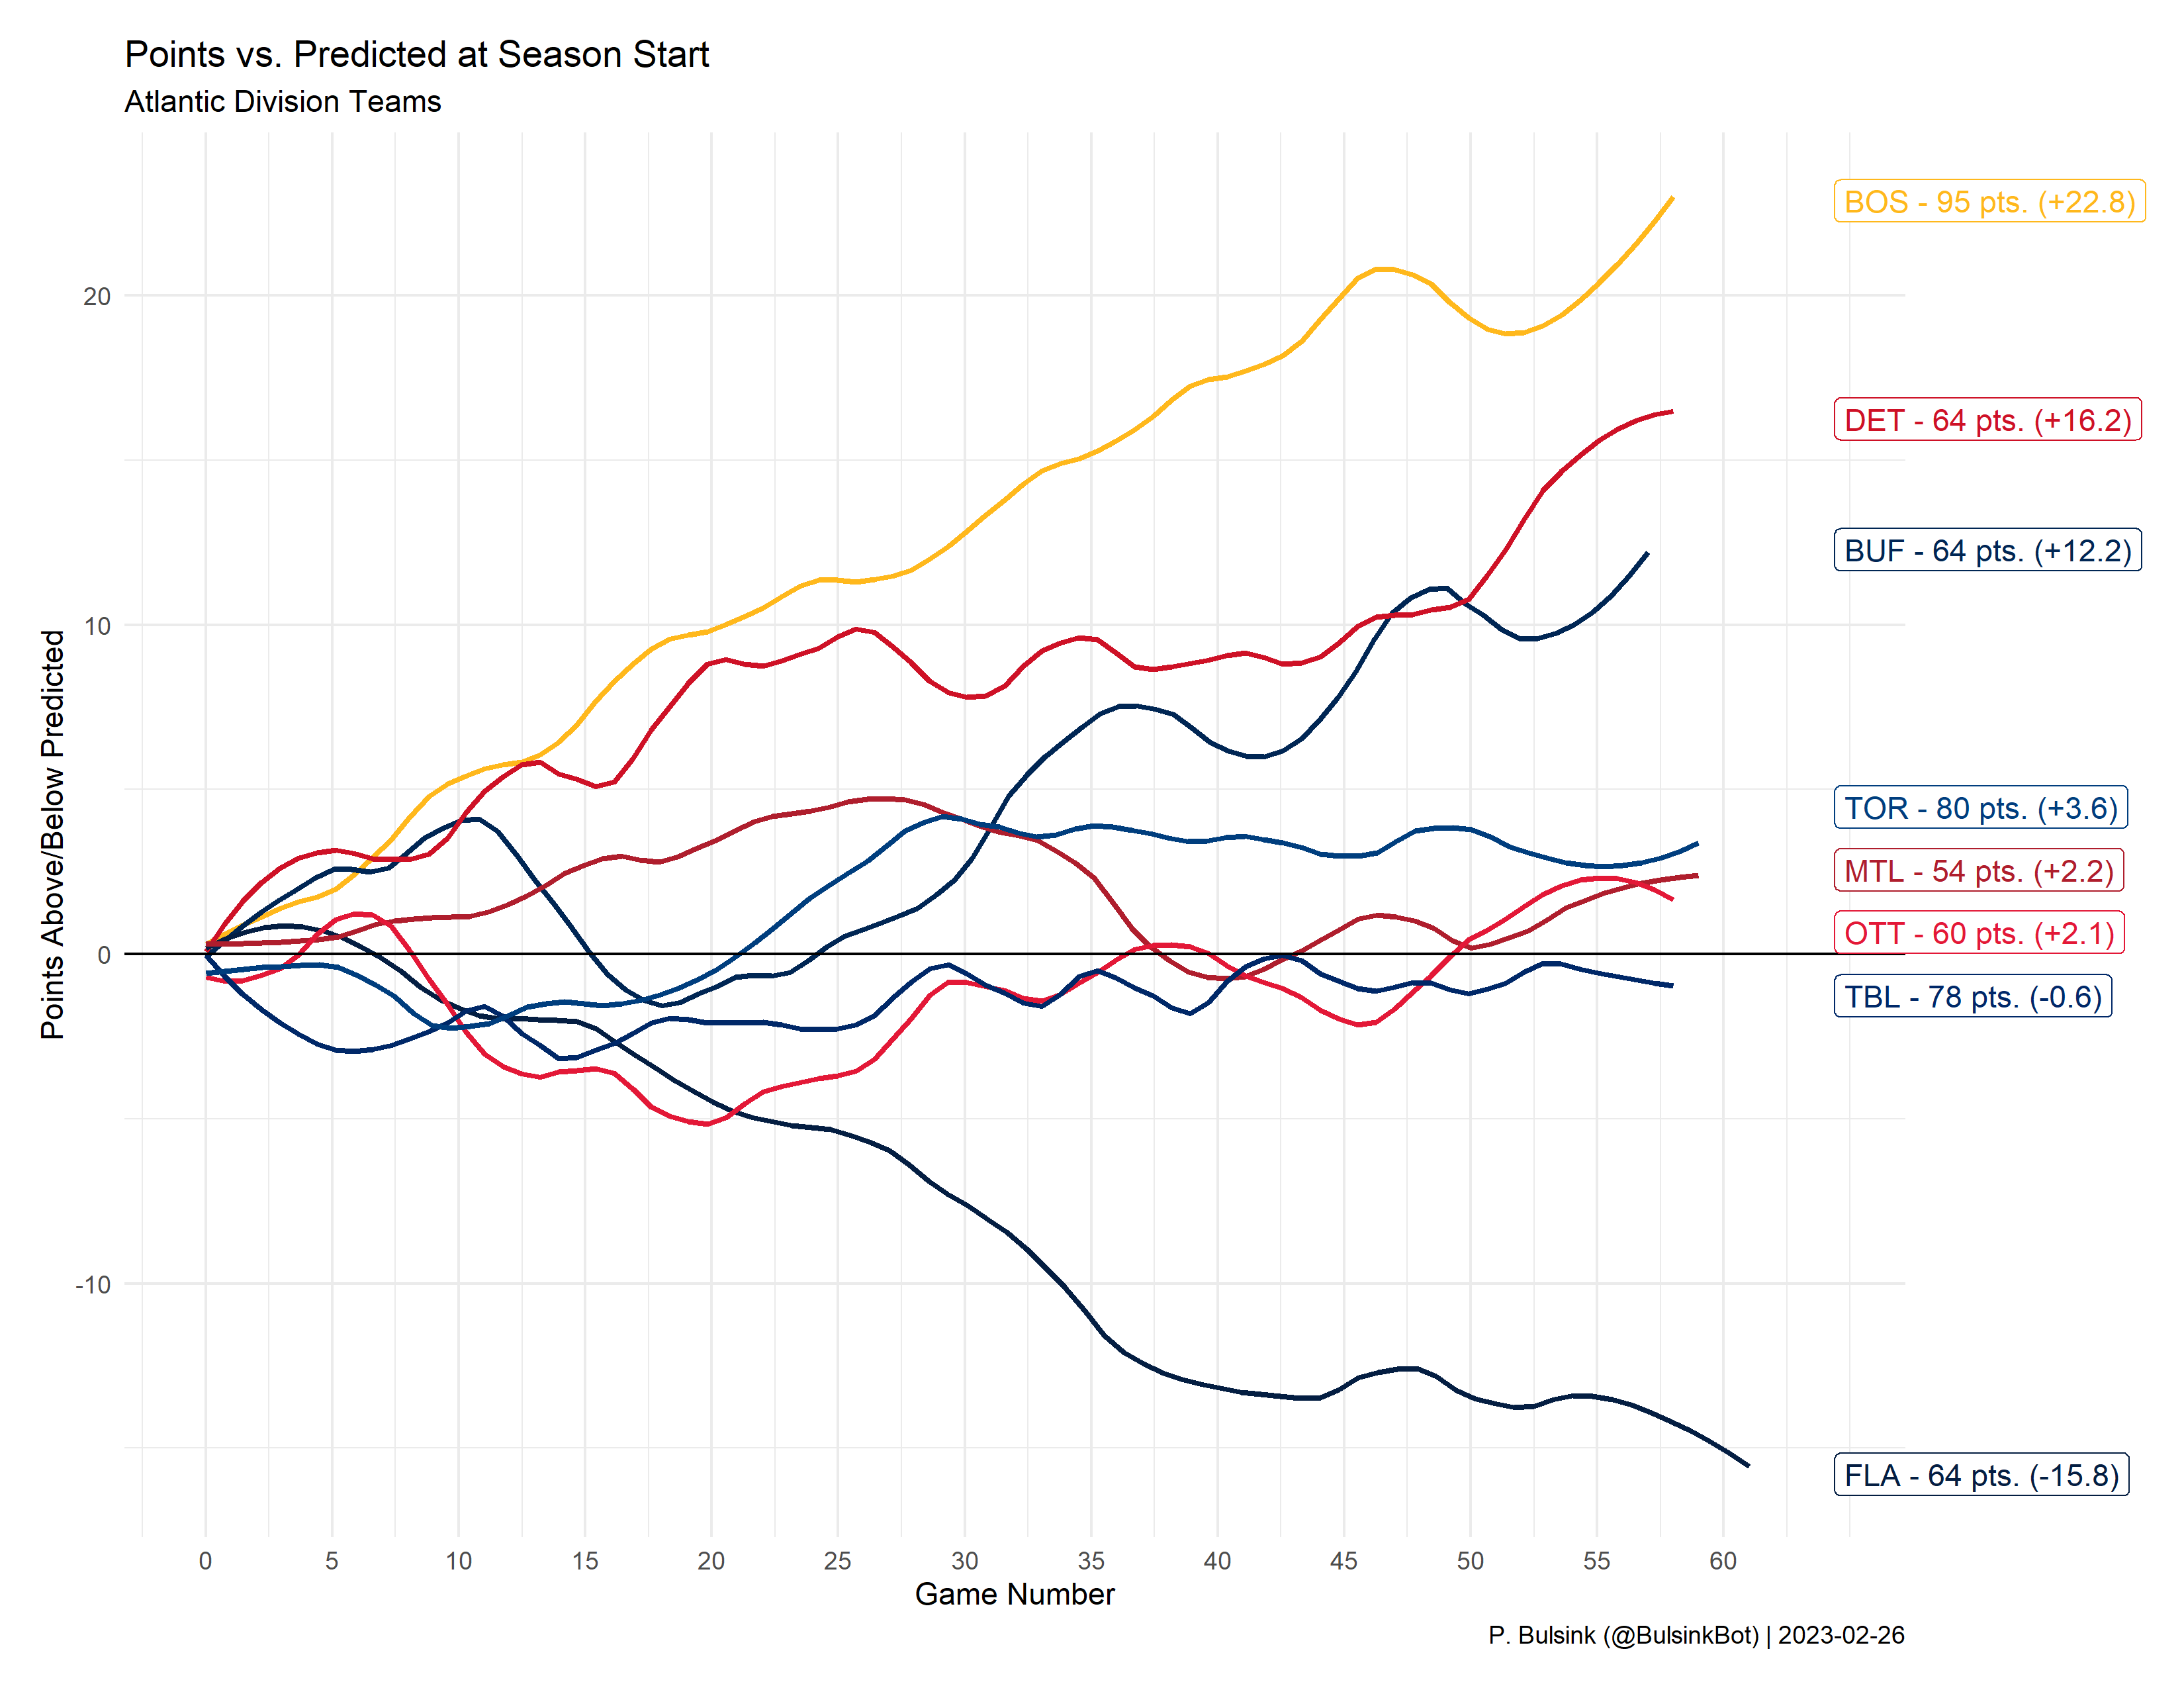 Points vs. Predicted at Season Start
Atlantic Division Teams
Points Above/Below Predicted
20
10
0
-10
BOS - 95 pts. (+22.8)
DET - 64 pts. (+16.2)
BUF - 64 pts. (+12.2)
TOR - 80 pts. (+3.6)
MTL - 54 pts. (+2.2)
OTT - 60 pts. (+2.1)
TBL - 78 pts. (-0.6)
FLA - 64 pts. (-15.8)
0 5 10 15 20 25 30 35 40 45 50 55 60
Game Number
P. Bulsink (@BulsinkBot) | 2023-02-26